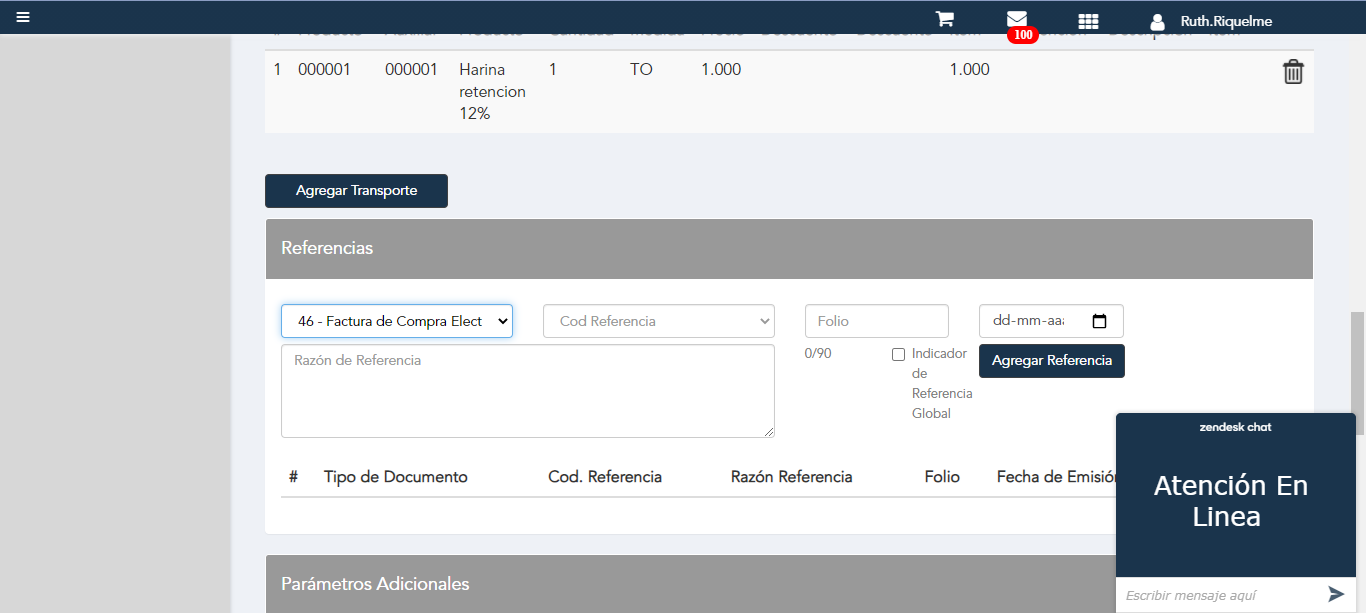 Ruth.Riquelme
100
1 000001 000001 Harina 1 TO 1.000 1.000
retencion
12%
Agregar Transporte
Referencias
46 - Factura de Compra Elect Cod Referencia Folio dd-mm-aaa
Razón de Referencia 0/90 Indicador Agregar Referencia
de
Referencia
Global
zendesk chat
# Tipo de Documento Cod. Referencia Razón Referencia Folio Fecha de Emisión
Atención En
Linea
Parámetros Adicionales
Escribir mensaje aquí